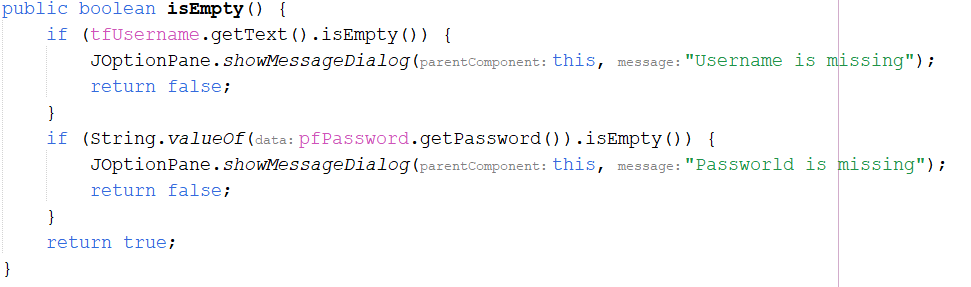 public boolean isEmpty() {
    if (tfUsername.getText().isEmpty()) {
        JOptionPane.showMessageDialog(parentComponent: this, message: "Username is missing");
        return false;
    }
    if (String.valueOf(data: pfPassword.getPassword()).isEmpty()) {
        JOptionPane.showMessageDialog(parentComponent: this, message: "Passworld is missing");
        return false;
    }
    return true;
}